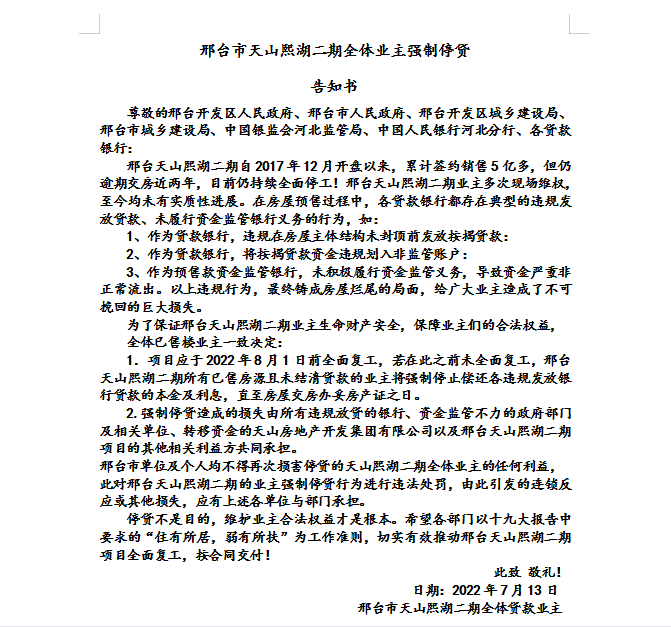 邢台市天山熙湖二期全体业主强制停贷
告知书
尊敬的邢台开发区人民政府、邢台市人民政府、邢台开发区城乡建设局、
邢台市城乡建设局、中国银监会河北监管局、中国人民银行河北分行、各贷款
银行：
邢台天山熙湖二期自2017年12月开盘以来，累计签约销售5亿多，但仍
逾期交房近两年，目前仍持续全面停工！邢台天山熙湖二期业主多次现场维权，
至今均未有实质性进展。在房屋预售过程中，各贷款银行都存在典型的违规发
放贷款、未履行资金监管银行义务的行为，如：
1、作为贷款银行，违规在房屋主体结构未封顶前发放按揭贷款：
2、作为贷款银行，将按揭贷款资金违规划入非监管账户：
3、作为预售款资金监管银行，未积极履行资金监管义务，导致资金严重非
正常流出。以上违规行为，最终铸成房屋烂尾的局面，给广大业主造成了不可
挽回的巨大损失。
为了保证邢台天山熙湖二期业主生命财产安全，保障业主们的合法权益，
全体已售楼业主一致决定：
1．项目应于2022年8月1日前全面复工，若在此之前未全面复工，邢台
天山熙湖二期所有已售房源且未结清贷款的业主将强制停止偿还各违规发放银
行贷款的本金及利息，直至房屋交房办妥房产证之日。
2.强制停贷造成的损失由所有违规放贷的银行、资金监管不力的政府部门
及相关单位、转移资金的天山房地产开发集团有限公司以及邢台天山熙湖二期
项目的其他相关利益方共同承担。
邢台市单位及个人均不得再次损害停贷的天山熙湖二期全体业主的任何利益，
此对邢台天山熙湖二期的业主强制停贷行为进行违法处罚，由此引发的连锁反
应或其他损失，应有上述各单位与部门承担。
停贷不是目的，维护业主合法权益才是根本。希望各部门以十九大报告中
要求的“住有所居，弱有所扶”为工作准则，切实有效推动邢台天山熙湖二期
项目全面复工，按合同交付！
此致 敬礼！
日期：2022年7月13日
邢台市天山熙湖二期全体贷款业主